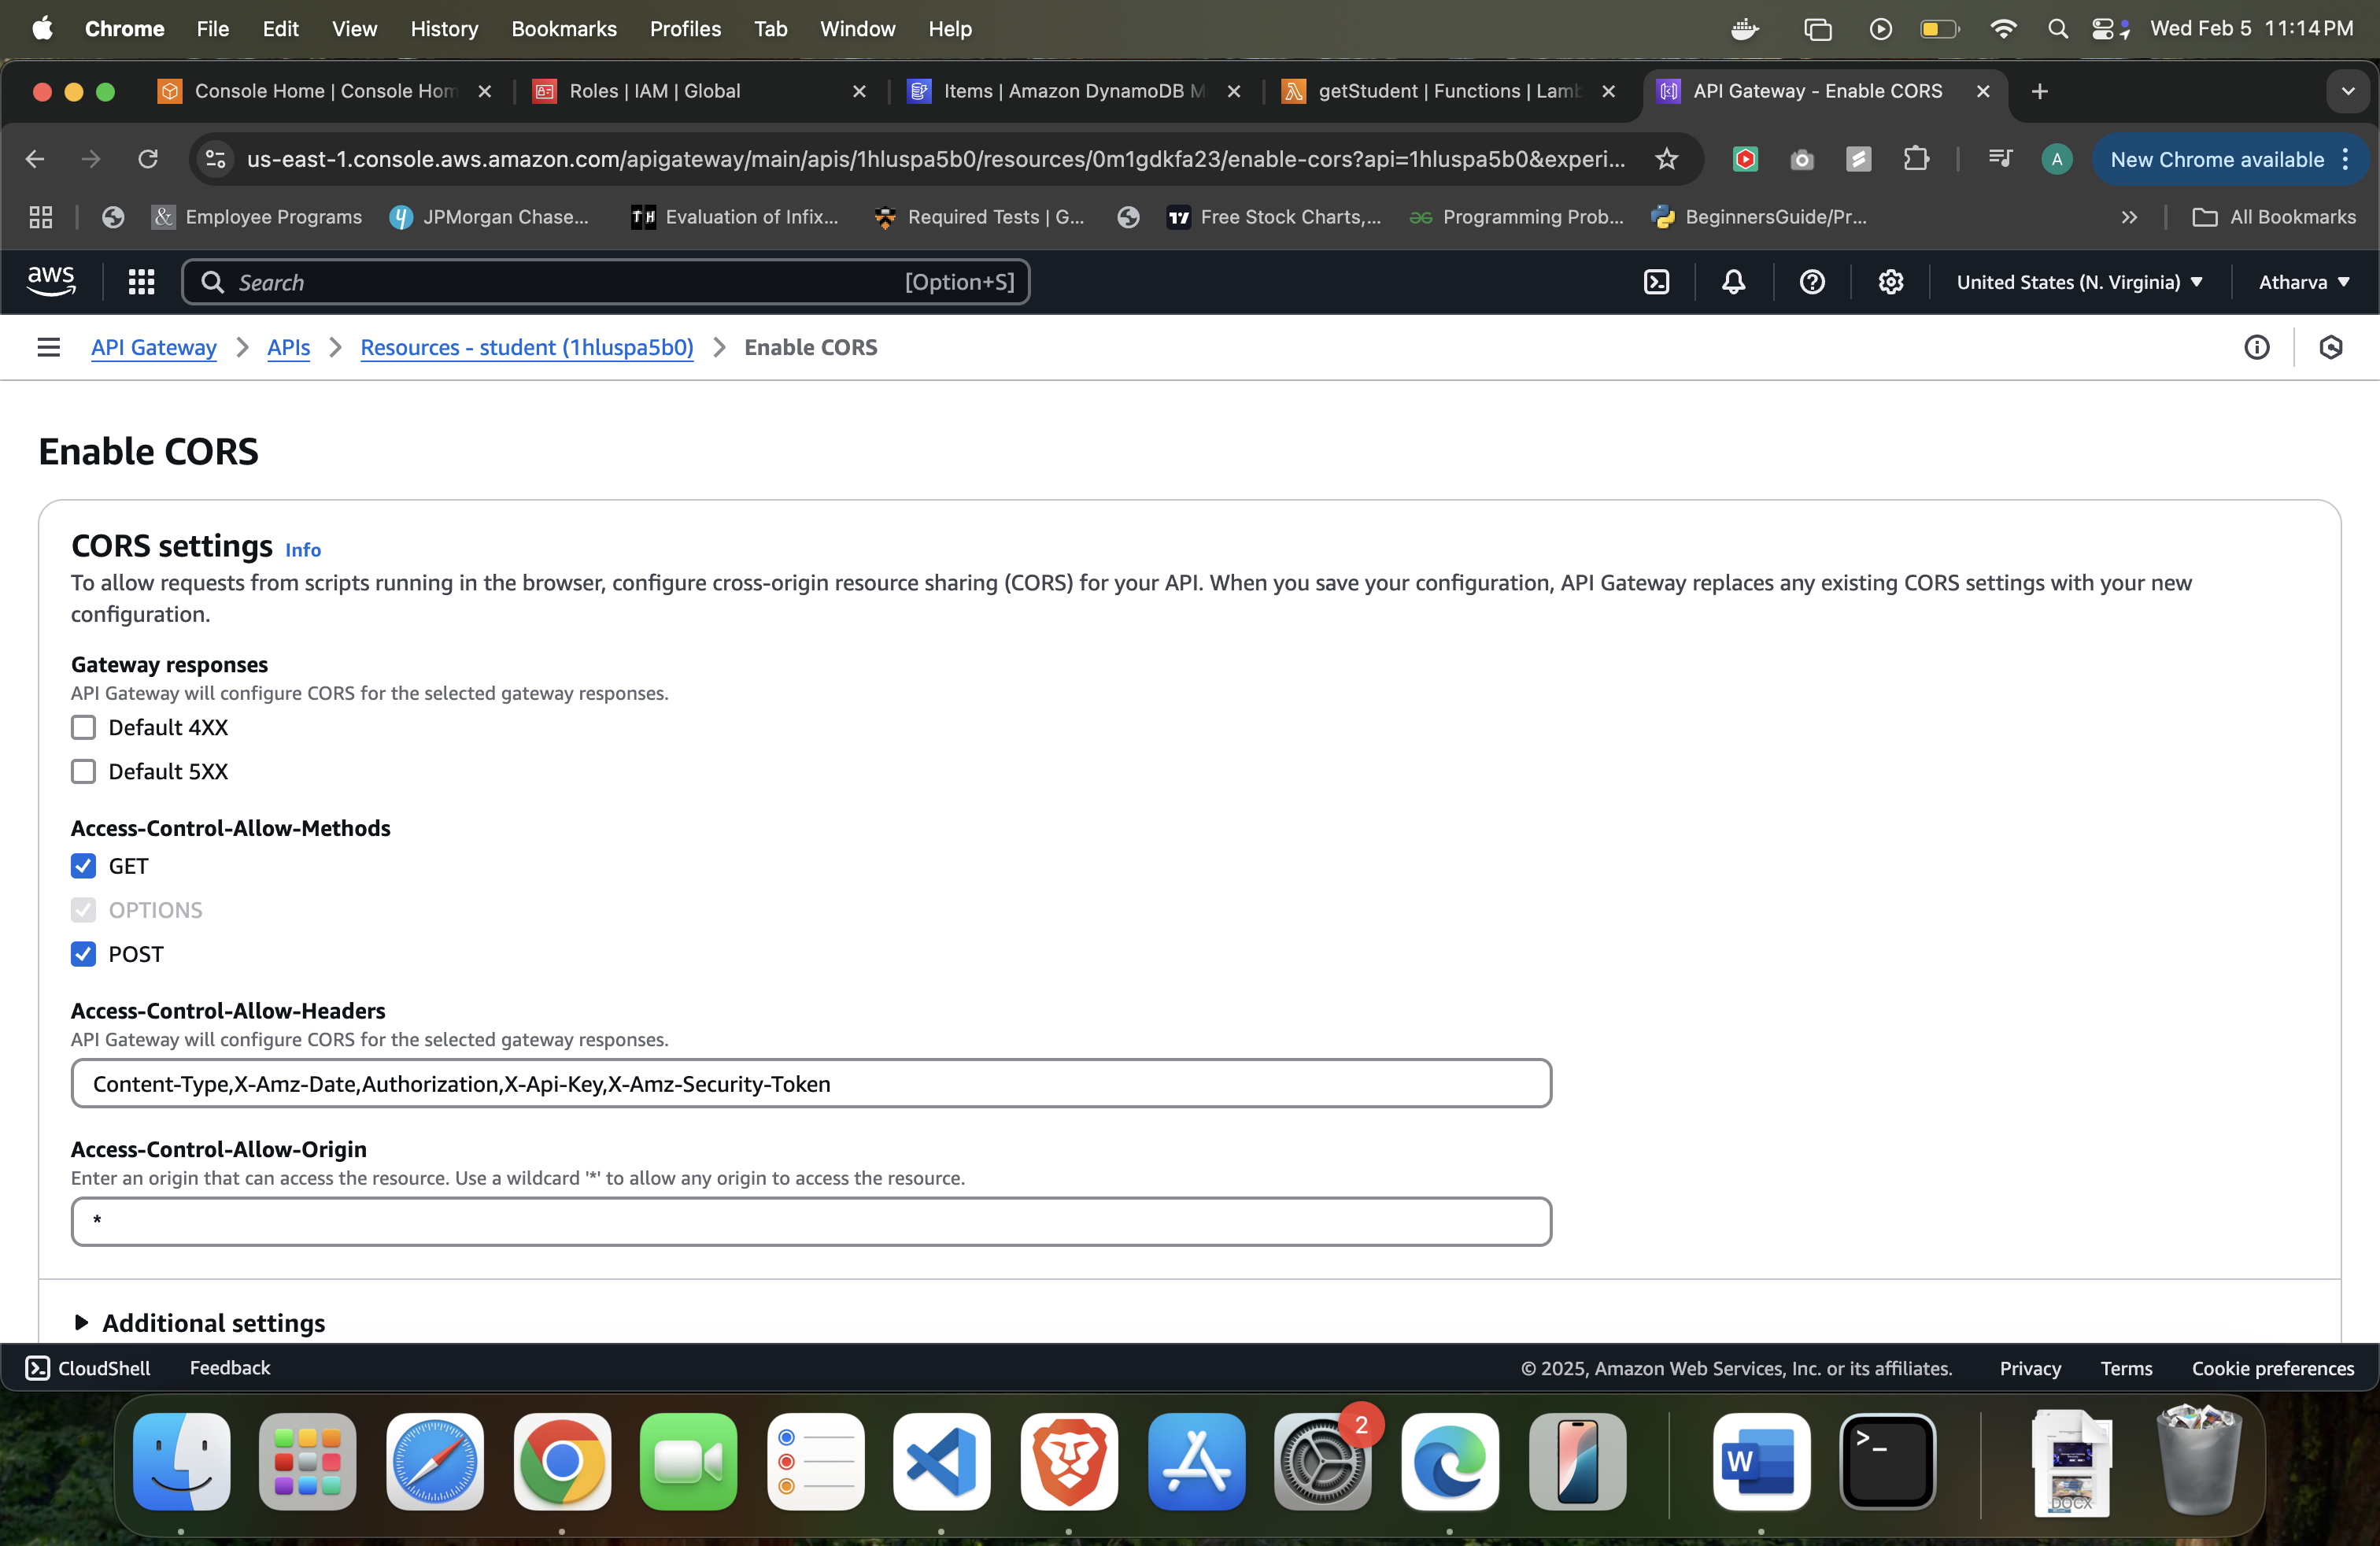 Chrome File Edit View History Bookmarks Profiles Tab Window Help Wed Feb 5 11:14 PM
Console Home | Console Hom Roles | IAM | Global Items | Amazon DynamoDB M getStudent | Functions | Lamb API Gateway - Enable CORS
us-east-1.console.aws.amazon.com/apigateway/main/apis/1hluspa5b0/resources/0m1gdkfa23/enable-cors?api=1hluspa5b0&experi... A New Chrome available
Employee Programs JPMorgan Chase... Evaluation of Infix... Required Tests | G... Free Stock Charts,... Programming Prob... BeginnersGuide/Pr... All Bookmarks
aws Search [Option+S] United States (N. Virginia) Atharva
API Gateway APIs Resources - student (1hluspa5b0) Enable CORS
Enable CORS
CORS settings Info
To allow requests from scripts running in the browser, configure cross-origin resource sharing (CORS) for your API. When you save your configuration, API Gateway replaces any existing CORS settings with your new
configuration.
Gateway responses
API Gateway will configure CORS for the selected gateway responses.
Default 4XX
Default 5XX
Access-Control-Allow-Methods
GET
OPTIONS
POST
Access-Control-Allow-Headers
API Gateway will configure CORS for the selected gateway responses.
Content-Type,X-Amz-Date,Authorization,X-Api-Key,X-Amz-Security-Token
Access-Control-Allow-Origin
Enter an origin that can access the resource. Use a wildcard '*' to allow any origin to access the resource.
*
Additional settings
CloudShell Feedback © 2025, Amazon Web Services, Inc. or its affiliates. Privacy Terms Cookie preferences
2
W
DOCX